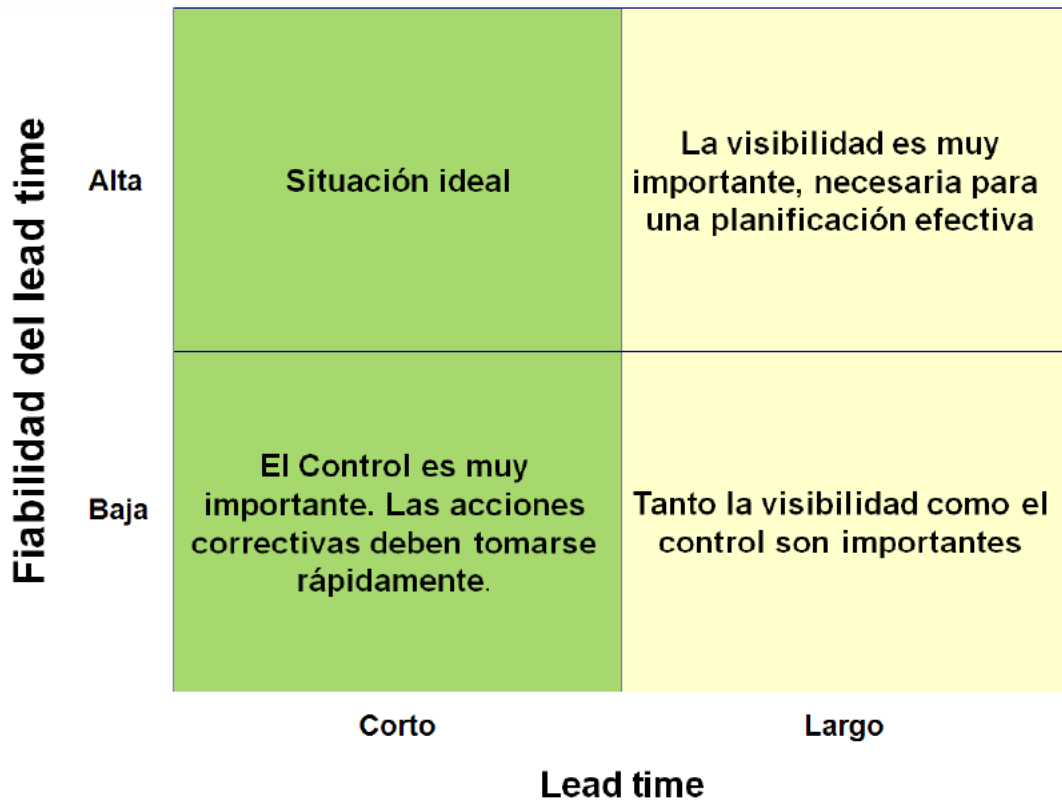 Fiabilidad del lead time
Alta
Situación ideal
La visibilidad es muy
importante, necesaria para
una planificación efectiva
Baja
El Control es muy
importante. Las acciones
correctivas deben tomarse
rápidamente.
Tanto la visibilidad como el
control son importantes
Corto
Largo
Lead time